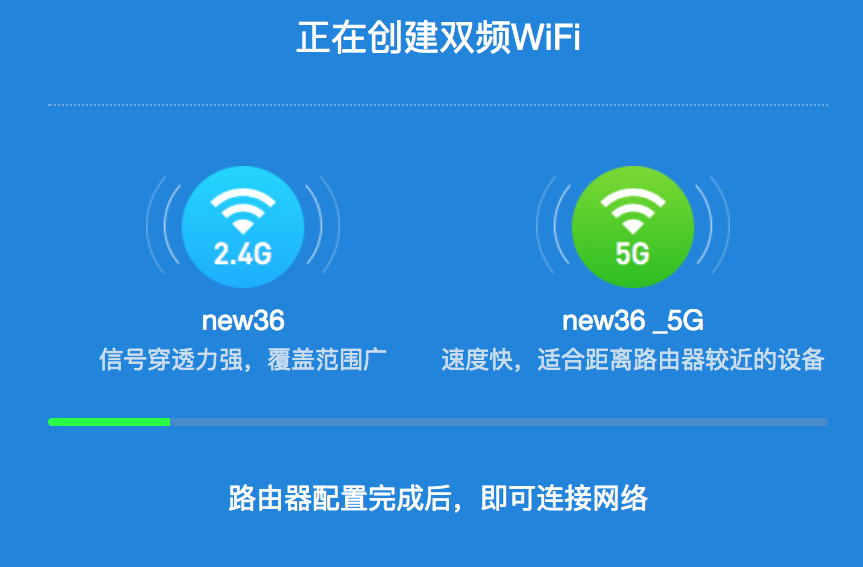 正在创建双频WiFi
2.4G
5G
new36
new36 _5G
信号穿透力强，覆盖范围广
速度快，适合距离路由器较近的设备
路由器配置完成后，即可连接网络